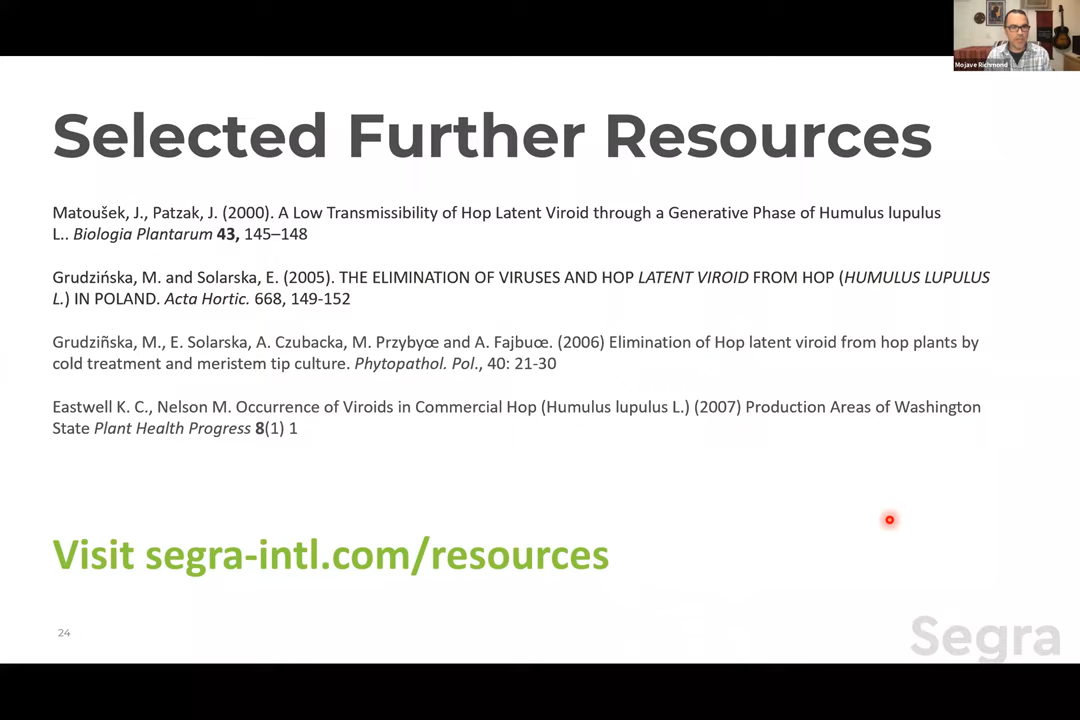 Mojave Richmond
Selected Further Resources
Matoušek, J., Patzak, J. (2000). A Low Transmissibility of Hop Latent Viroid through a Generative Phase of Humulus lupulus
L.. Biologia Plantarum 43, 145–148
Grudzińska, M. and Solarska, E. (2005). THE ELIMINATION OF VIRUSES AND HOP LATENT VIROID FROM HOP (HUMULUS LUPULUS
L.) IN POLAND. Acta Hortic. 668, 149-152
Grudziñska, M., E. Solarska, A. Czubacka, M. Przybyœ and A. Fajbuœ. (2006) Elimination of Hop latent viroid from hop plants by
cold treatment and meristem tip culture. Phytopathol. Pol., 40: 21-30
Eastwell K. C., Nelson M. Occurrence of Viroids in Commercial Hop (Humulus lupulus L.) (2007) Production Areas of Washington
State Plant Health Progress 8(1) 1
Visit segra-intl.com/resources
24
Segra